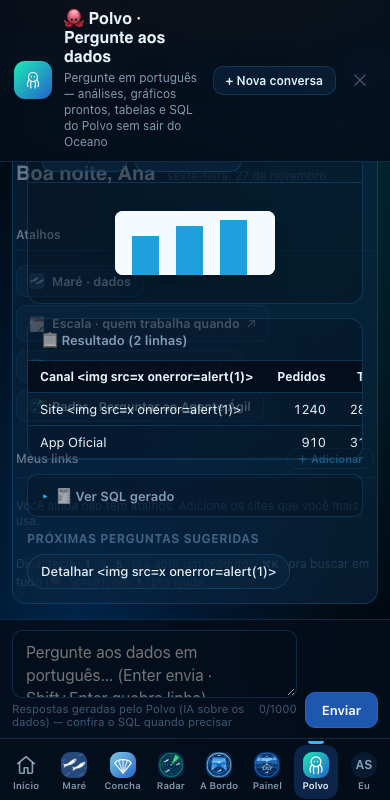 🐙 Polvo ·
Pergunte aos
dados
Pergunte em português
— análises, gráficos
prontos, tabelas e SQL
do Polvo sem sair do
Oceano
+ Nova conversa
Boa noite, Ana
sexta-feira, 27 de novembro
Atalhos
Maré · dados
Escala · quem trabalha quando ↗
📋 Resultado (2 linhas)
Canal <img src=x onerror=alert(1)> Pedidos T
Site <img src=x onerror=alert(1)> 1240 28
App Oficial 910 31
Meus links
+ Adicionar
Ver SQL gerado
Você ainda não tem atalhos. Adicione os sites que você mais
usa.
PRÓXIMAS PERGUNTAS SUGERIDAS
pra buscar em
Detalhar <img src=x onerror=alert(1)>
Pergunte aos dados em
português... (Enter envia ·
Shift+Enter quebra linha)
Respostas geradas pelo Polvo (IA sobre os
dados) — confira o SQL quando precisar
0/1000
Enviar
Início
Maré
Concha
Radar
A Bordo
Painel
Polvo
AS
Eu